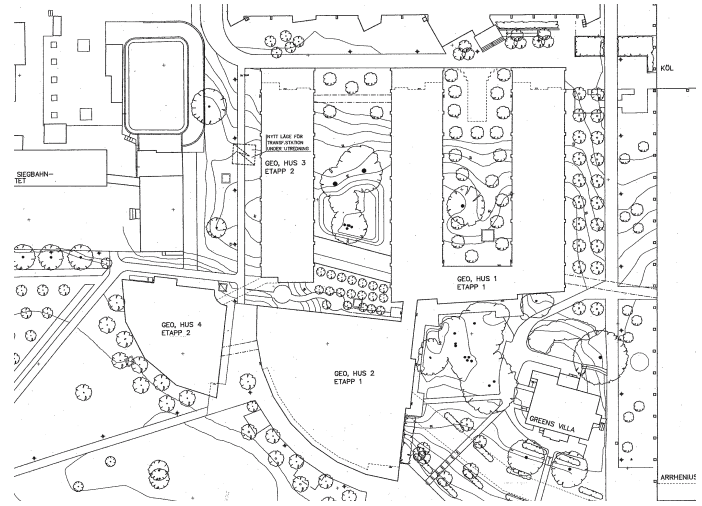 KÖL
NYTT LÄGE FÖR
TRANSF.STATION
UNDER UTREDNING
GEO, HUS 3
ETAPP 2
SIEGBAHN-
TET
GEO, HUS 1
ETAPP 1
GEO, HUS 4
ETAPP 2
GEO, HUS 2
ETAPP 1
GREENS VILLA
ARRHENIUS